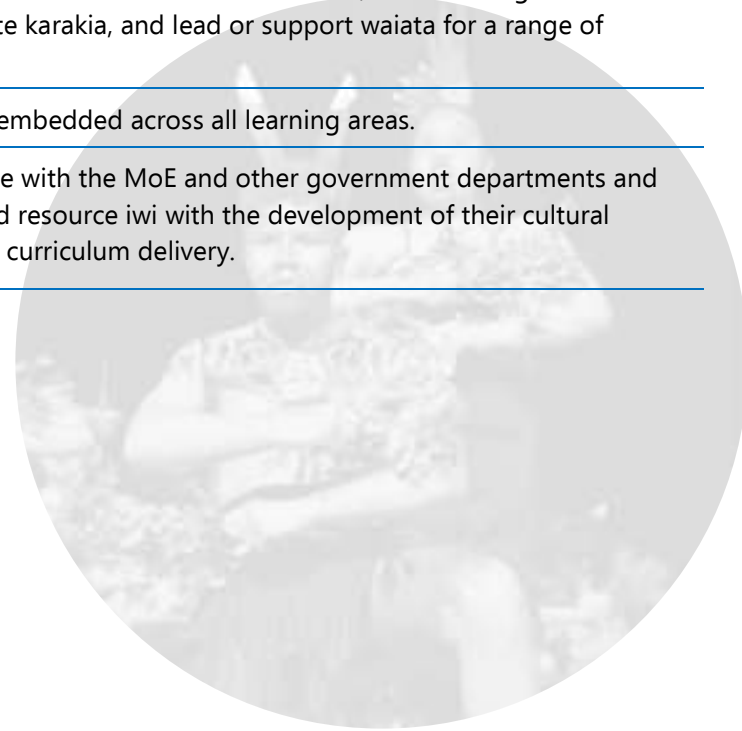 te karakia, and lead or support waiata for a range of
embedded across all learning areas.
e with the MoE and other government departments and
d resource iwi with the development of their cultural
curriculum delivery.